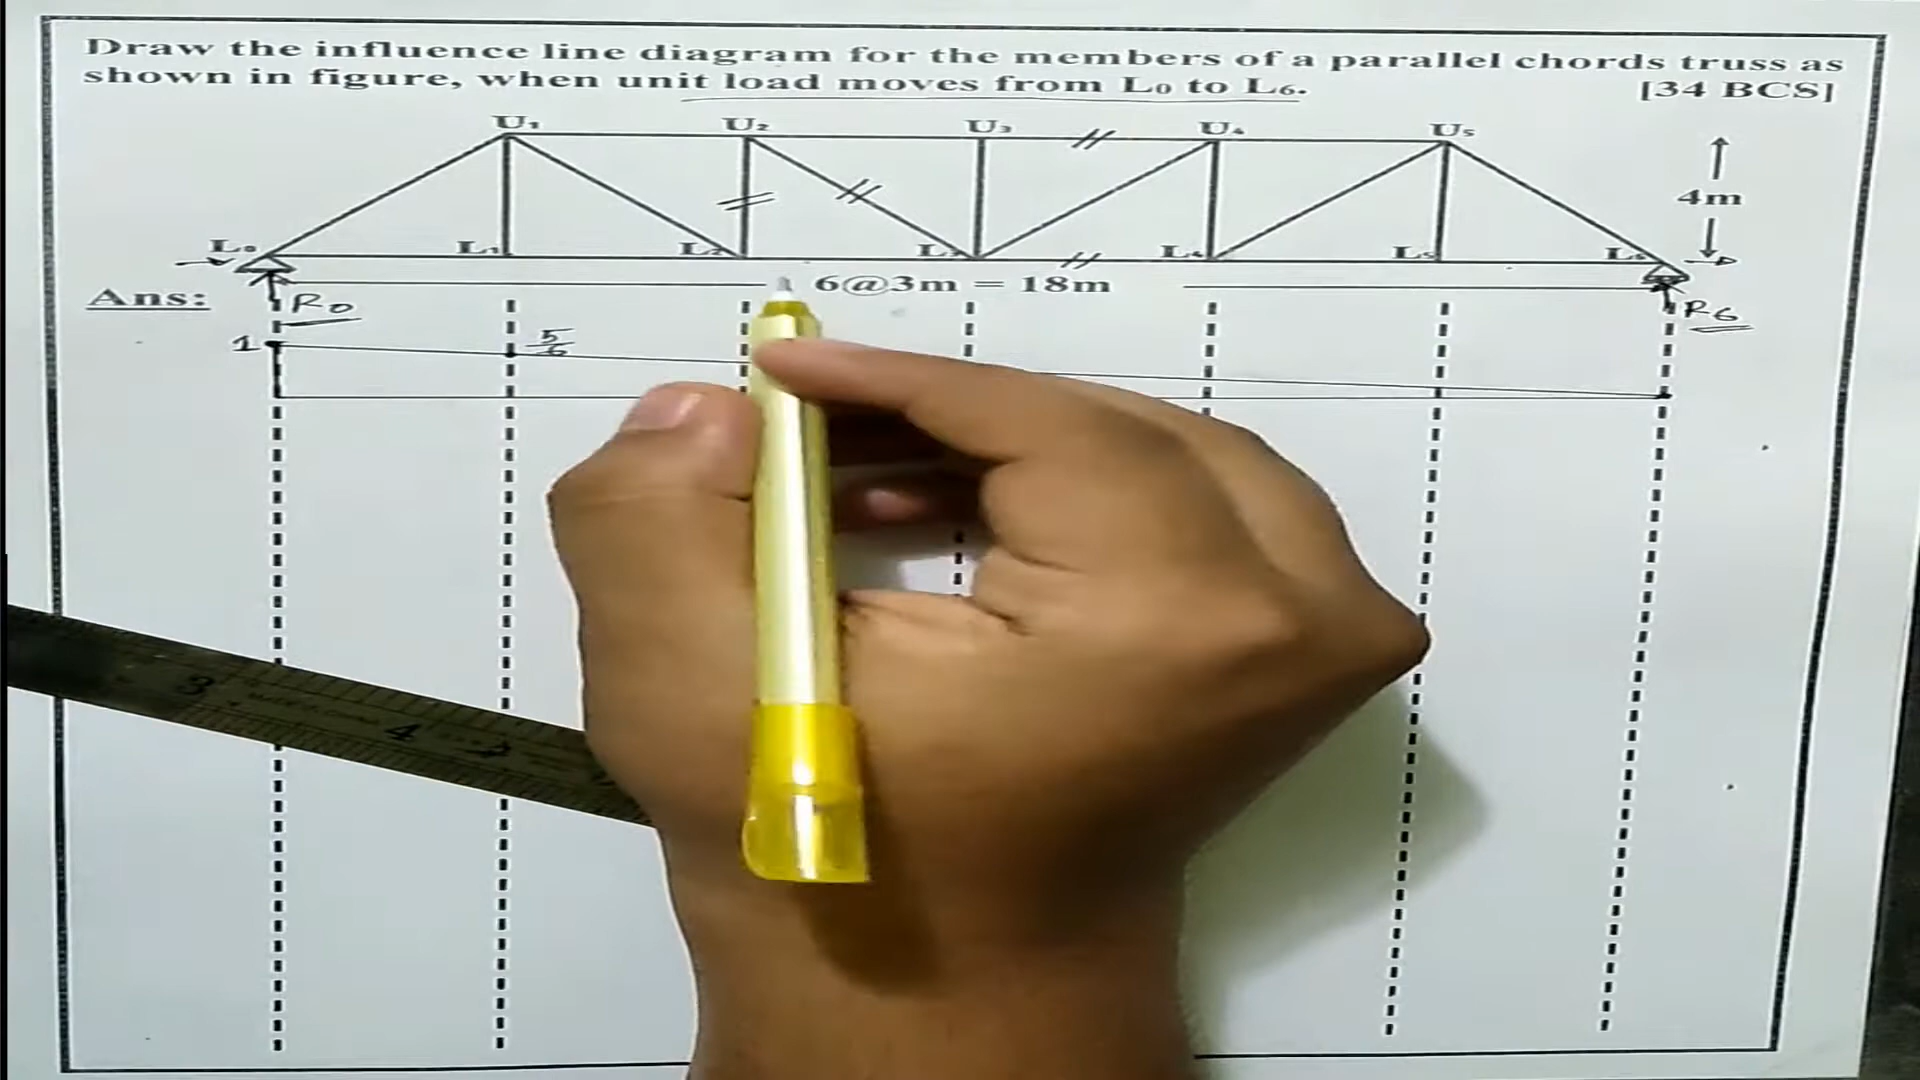 Draw the influence line diagram for the members of a parallel chords truss as
shown in figure, when unit load moves from L₀ to L₆.
[34 BCS]
U₁ U₂ U₃ U₄ U₅
4m
L₀ L₁ L₂ L₃ L₄ L₅ L₆
6@3m = 18m
Ans:
R₀ R₆
1 5/6
3 4